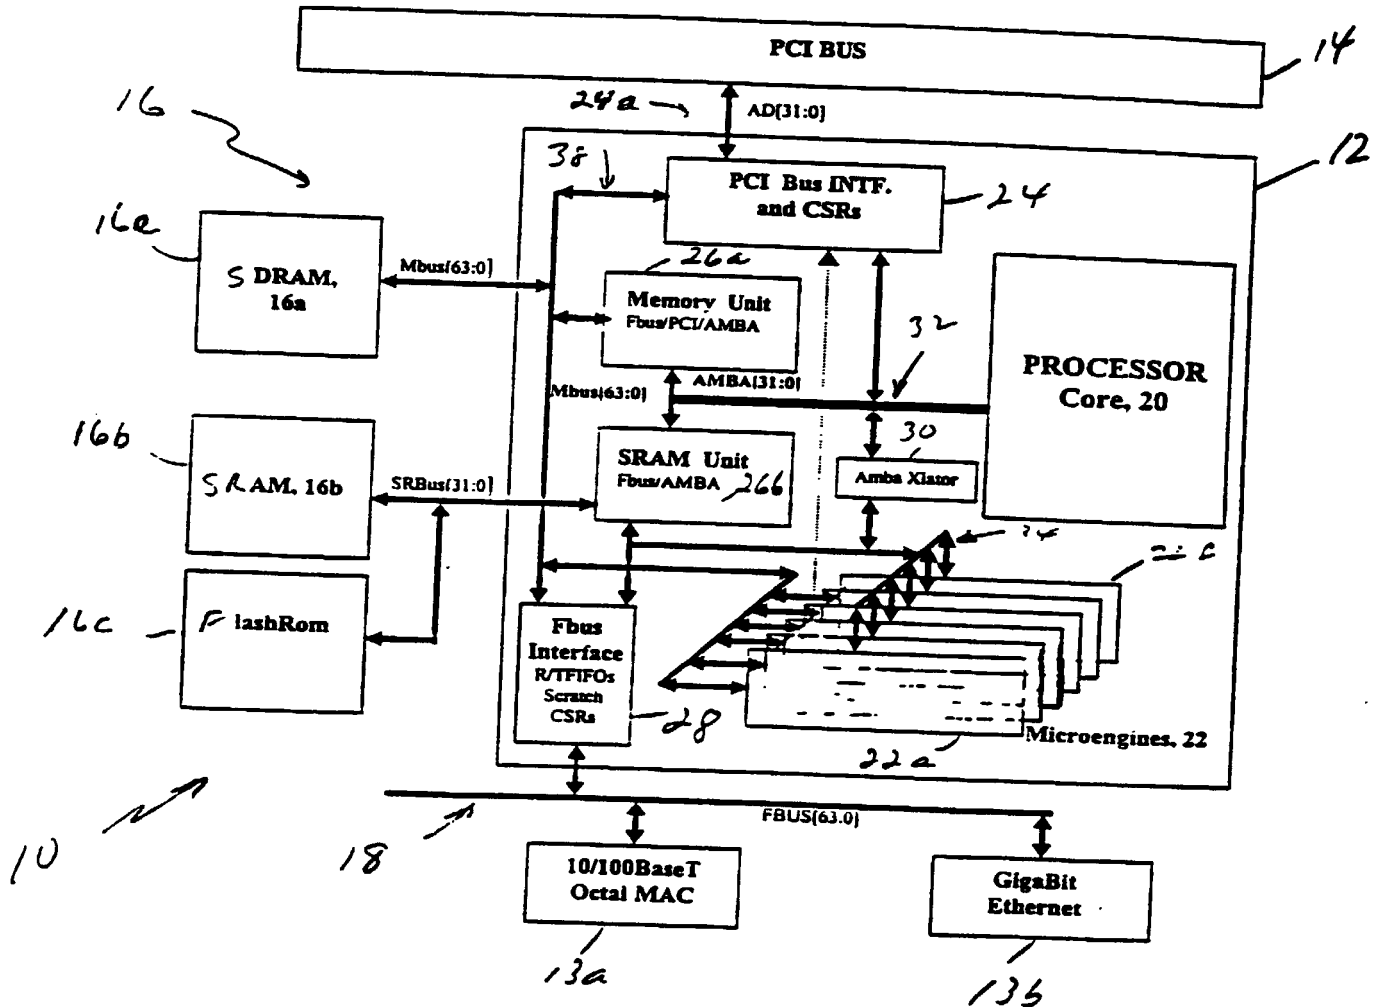 PCI BUS
14
24a
AD[31:0]
16
12
38
PCI Bus INTF.
and CSRs
24
16a
S DRAM,
16a
Mbus[63:0]
26a
Memory Unit
Fbus/PCI/AMBA
32
PROCESSOR
Core, 20
Mbus[63:0]
AMBA[31:0]
16b
SRAM, 16b
SRBus[31:0]
SRAM Unit
Fbus/AMBA
26b
30
Amba Xlator
16c
FlashRom
Fbus
Interface
R/TFIFOs
Scratch
CSRs
28
Microengines, 22
22a
10
18
FBUS[63.0]
10/100BaseT
Octal MAC
GigaBit
Ethernet
13a
13b